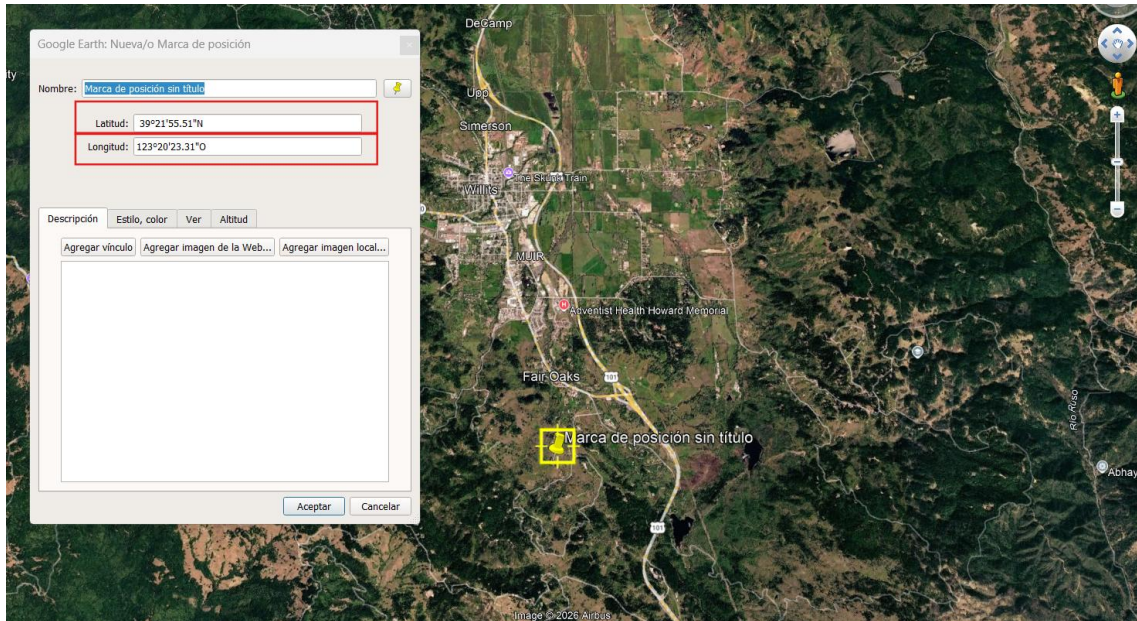 Google Earth: Nueva/o Marca de posición
Nombre: Marca de posición sin título
Latitud: 39°21'55.51"N
Longitud: 123°20'23.31"O
Descripción Estilo, color Ver Altitud
Agregar vínculo Agregar imagen de la Web... Agregar imagen local...
Aceptar Cancelar
ty
DeCamp
Upp
Simerson
The Skunk Train
Willits
MUIR
H
Adventist Health Howard Memorial
Fair Oaks
101
Marca de posición sin título
101
Río Ruso
Abhay
Image © 2026 Airbus